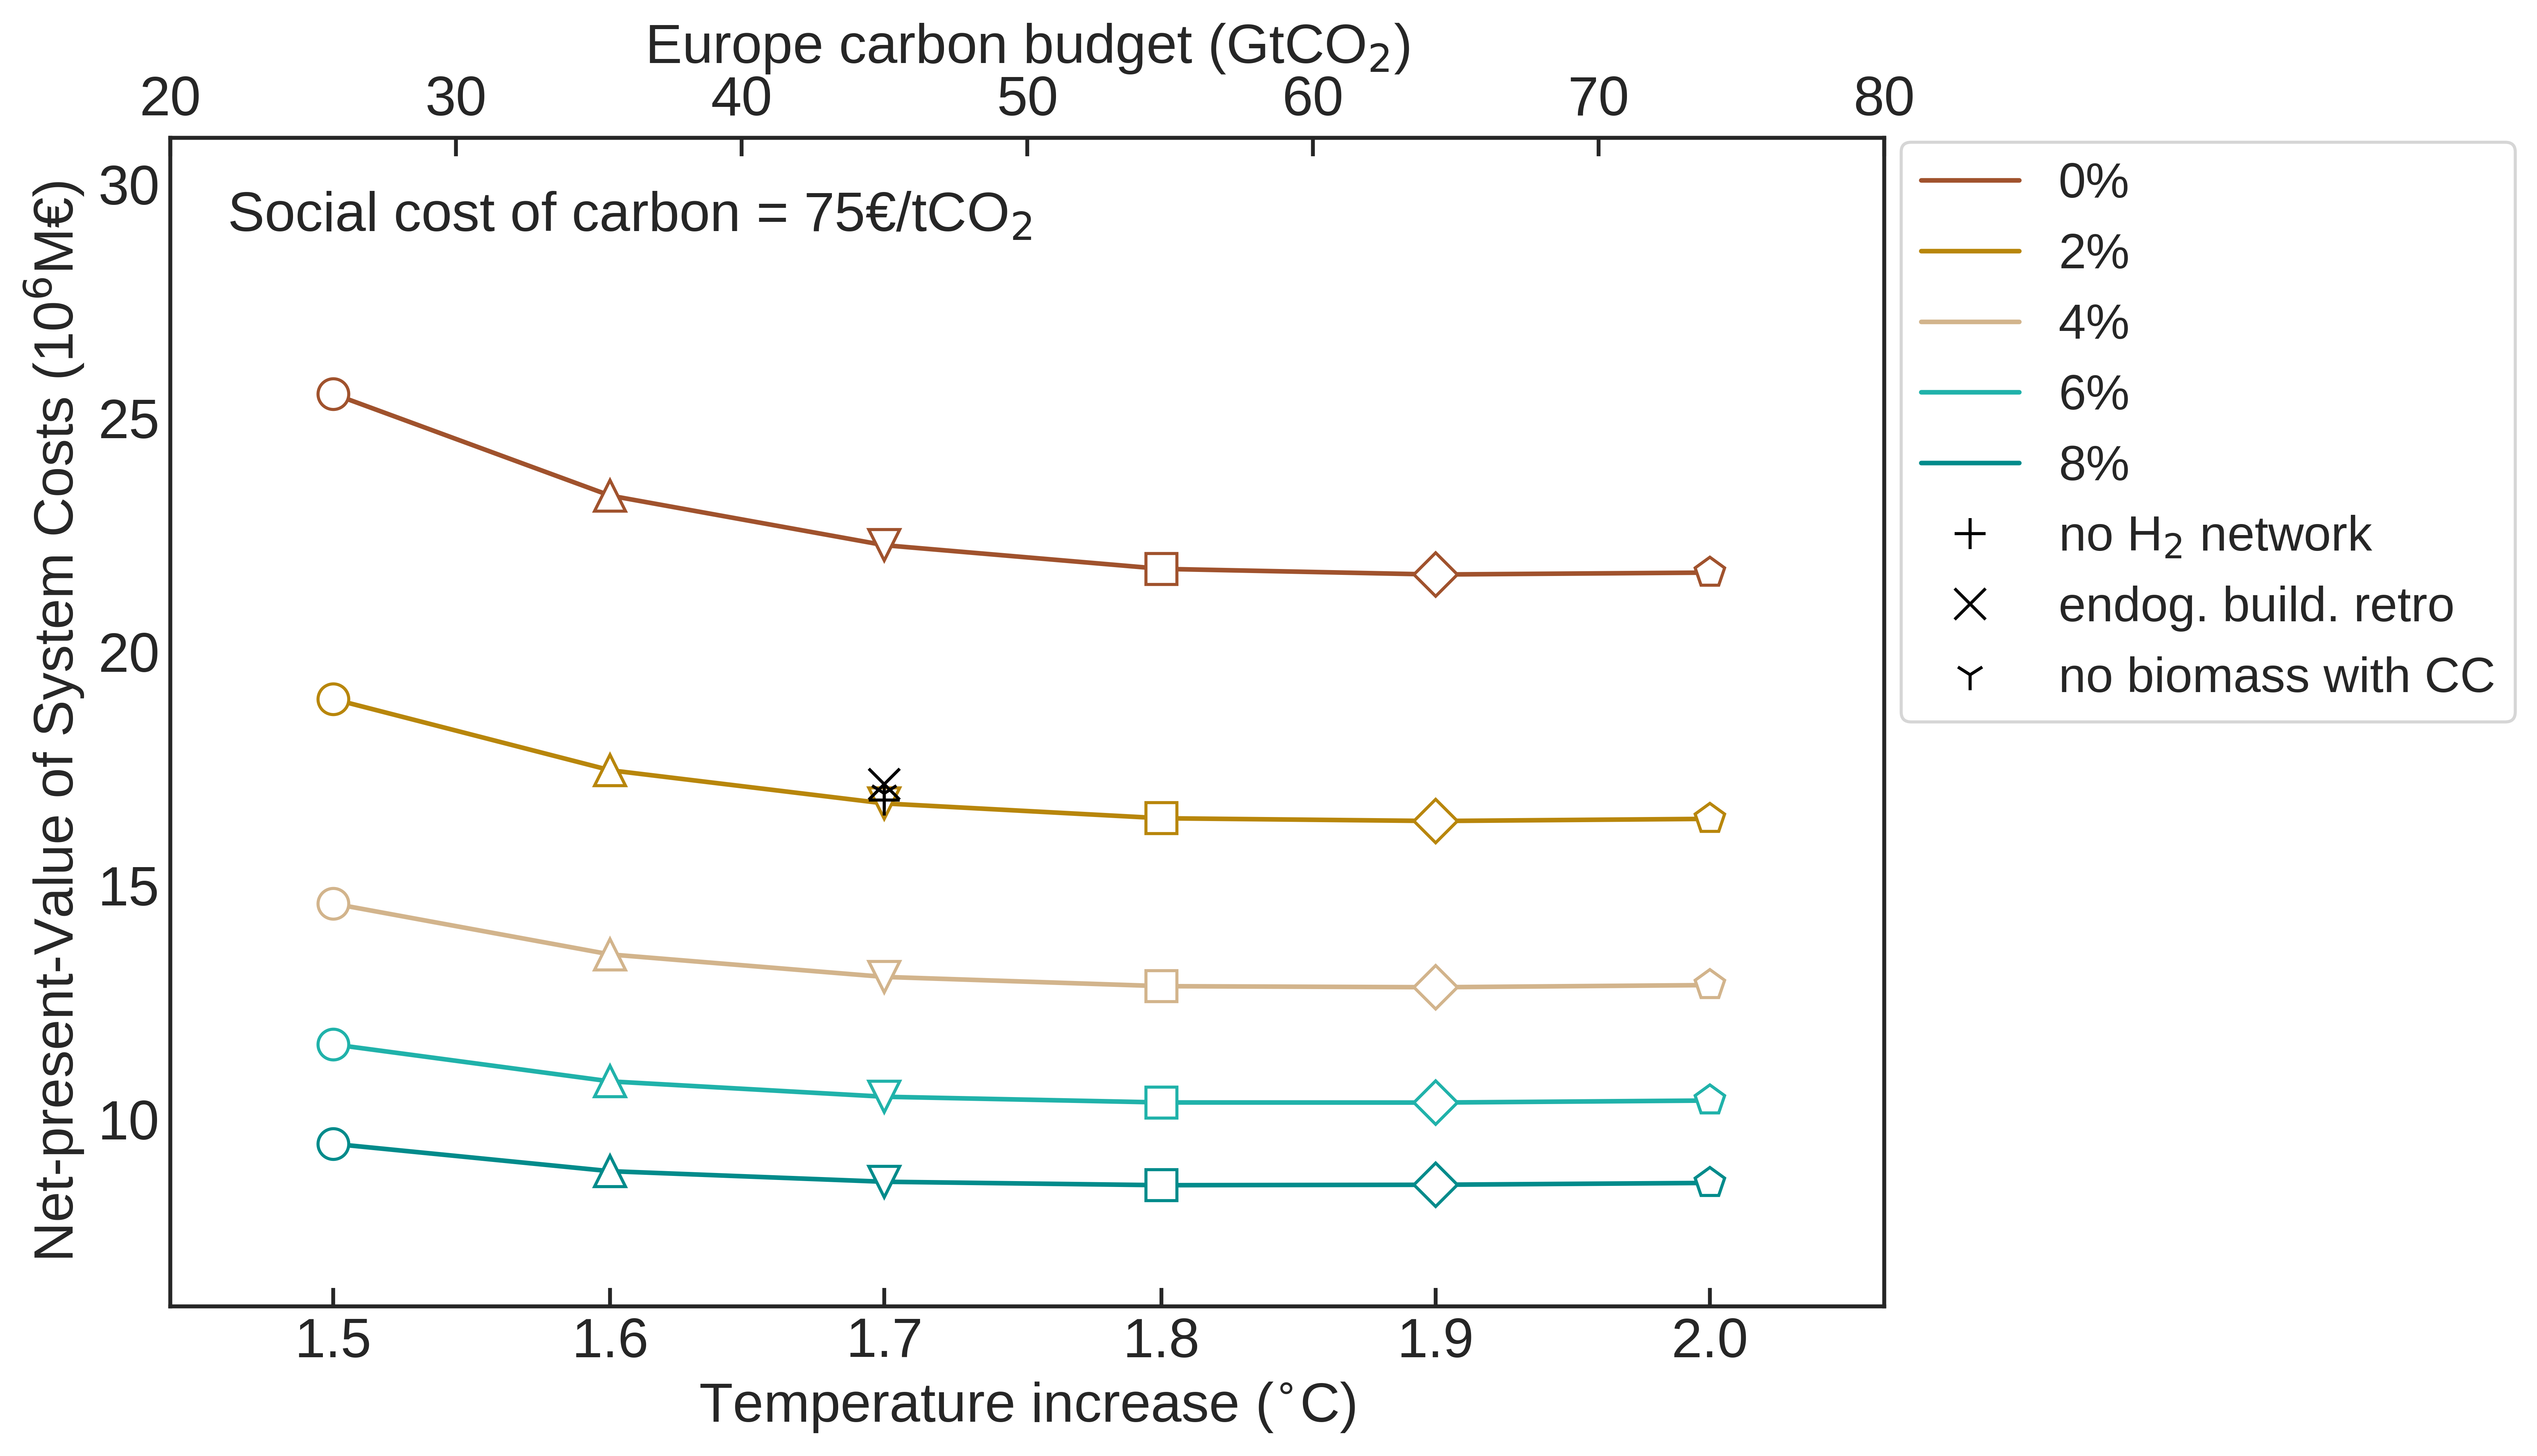 Europe carbon budget (GtCO₂)
20 30 40 50 60 70 80
Social cost of carbon = 75€/tCO₂
Net-present-Value of System Costs (10⁶M€)
30
25
20
15
10
1.5 1.6 1.7 1.8 1.9 2.0
Temperature increase (°C)
0%
2%
4%
6%
8%
no H₂ network
endog. build. retro
no biomass with CC